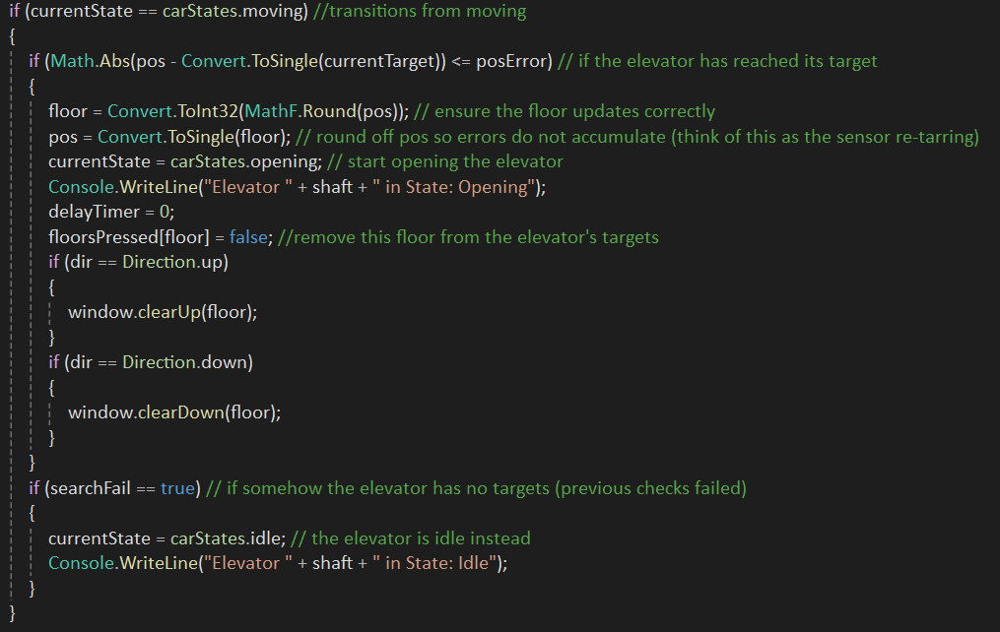 if (currentState == carStates.moving) //transitions from moving
{
if (Math.Abs(pos - Convert.ToSingle(currentTarget)) <= posError) // if the elevator has reached its target
{
floor = Convert.ToInt32(MathF.Round(pos)); // ensure the floor updates correctly
pos = Convert.ToSingle(floor); // round off pos so errors do not accumulate (think of this as the sensor re-tarring)
currentState = carStates.opening; // start opening the elevator
Console.WriteLine("Elevator " + shaft + " in State: Opening");
delayTimer = 0;
floorsPressed[floor] = false; //remove this floor from the elevator's targets
if (dir == Direction.up)
{
window.clearUp(floor);
}
if (dir == Direction.down)
{
window.clearDown(floor);
}
}
if (searchFail == true) // if somehow the elevator has no targets (previous checks failed)
{
currentState = carStates.idle; // the elevator is idle instead
Console.WriteLine("Elevator " + shaft + " in State: Idle");
}
}